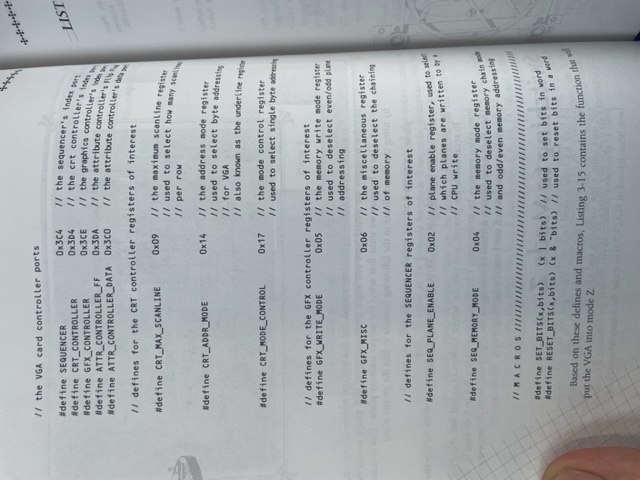 // the VGA card controller ports
#define SEQUENCER 0x3C4 // the sequencer's index port
#define CRT_CONTROLLER 0x3D4 // the crt controller's index
#define GFX_CONTROLLER 0x3CE // the graphics controller's index port
#define ATTR_CONTROLLER_FF 0x3DA // the attribute controller's Flip Flop
#define ATTR_CONTROLLER_DATA 0x3C0 // the attribute controller's data port
// defines for the CRT controller registers of interest
#define CRT_MAX_SCANLINE 0x09 // the maximum scanline register
// used to select how many scanlines
// per row
#define CRT_ADDR_MODE 0x14 // the address mode register
// used to select byte addressing
// for VGA
// also known as the underline register
#define CRT_MODE_CONTROL 0x17 // the mode control register
// used to select single byte addressing
// defines for the GFX controller registers of interest
#define GFX_WRITE_MODE 0x05 // the memory write mode register
// used to deselect even/odd plane
// addressing
#define GFX_MISC 0x06 // the miscellaneous register
// used to deselect the chaining
// of memory
// defines for the SEQUENCER registers of interest
#define SEQ_PLANE_ENABLE 0x02 // plane enable register, used to select
// which planes are written to by a
// CPU write
#define SEQ_MEMORY_MODE 0x04 // the memory mode register
// used to deselect memory chain mode
// and odd/even memory addressing
// M A C R O S ////////////////////////////////////////////////////////////
#define SET_BITS(x,bits) (x | bits) // used to set bits in word
#define RESET_BITS(x,bits) (x & ~bits) // used to reset bits in a word
Based on these defines and macros, Listing 3-15 contains the function that will
put the VGA into mode Z.
LIST